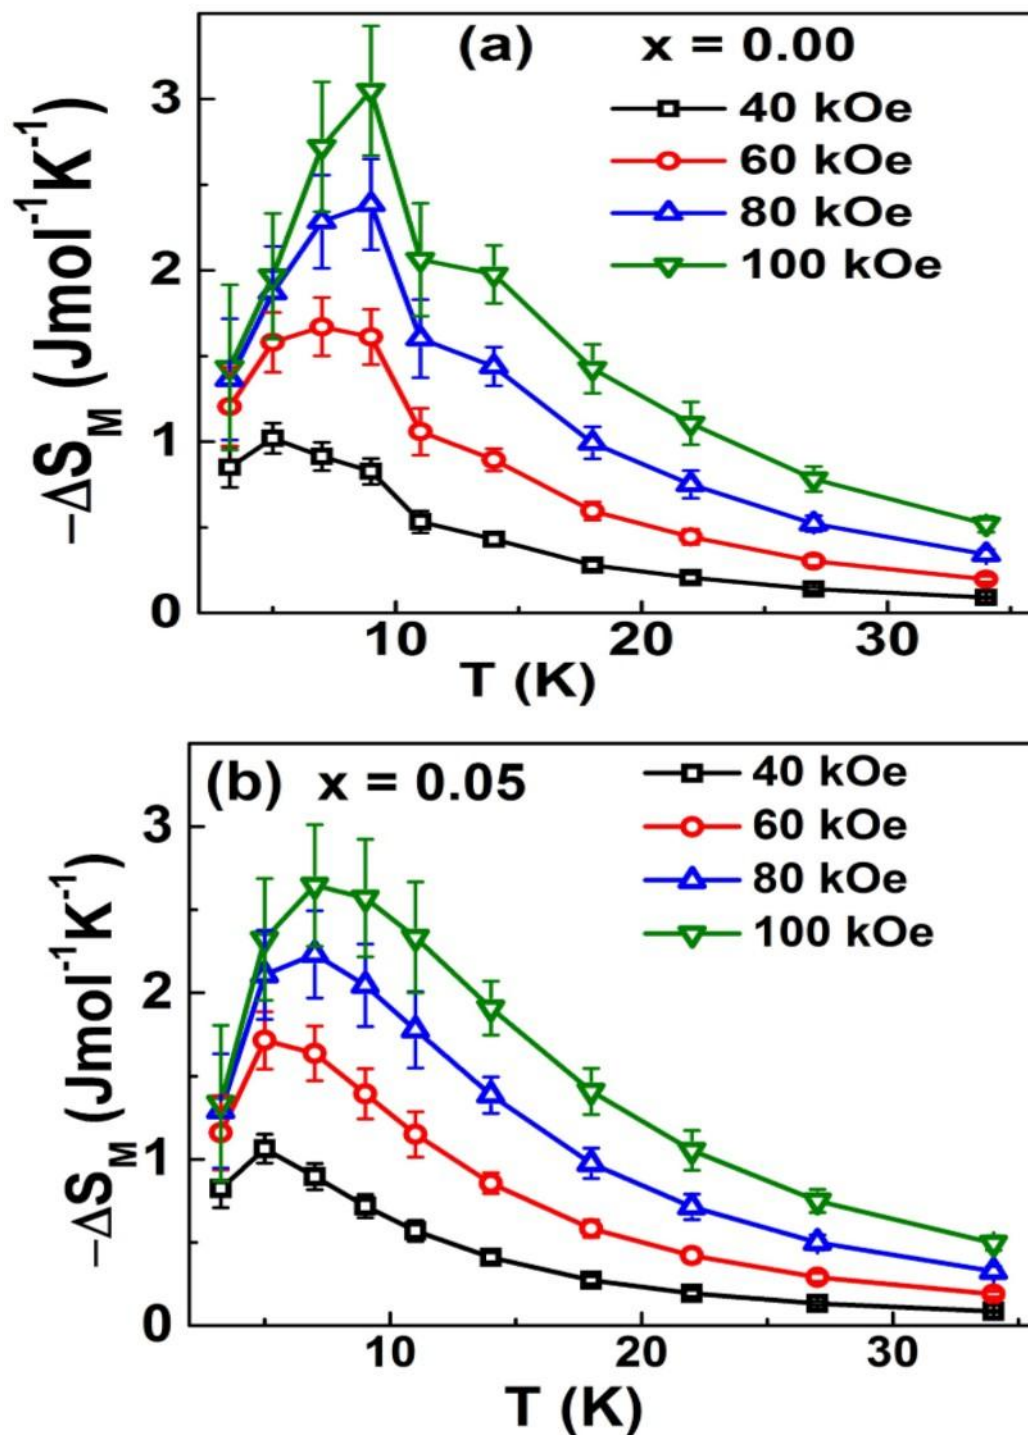 (a) x = 0.00
40 kOe
60 kOe
80 kOe
100 kOe
−ΔS_M (Jmol⁻¹K⁻¹)
3
2
1
0
10 20 30
T (K)
(b) x = 0.05
40 kOe
60 kOe
80 kOe
100 kOe
−ΔS_M (Jmol⁻¹K⁻¹)
3
2
1
0
10 20 30
T (K)